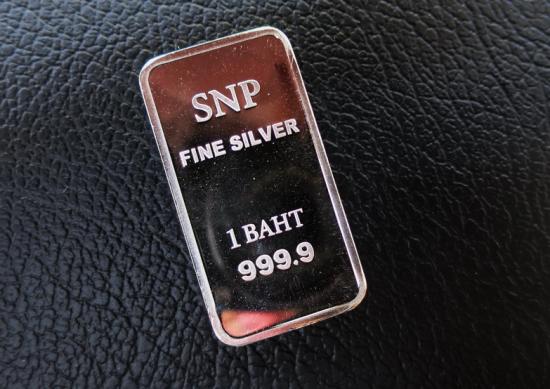 SNP
FINE SILVER
1 BAHT
999.9